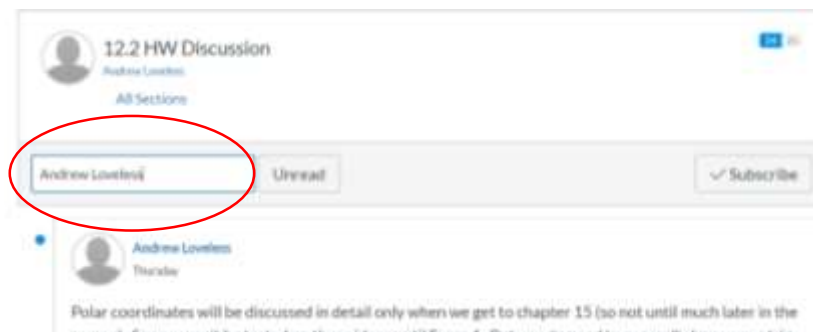 12.2 HW Discussion
Andrew Loveless
All Sections
Andrew Loveless
Unread
✓ Subscribe
Andrew Loveless
Thursday
Polar coordinates will be discussed in detail only when we get to chapter 15 (so not until much later in the